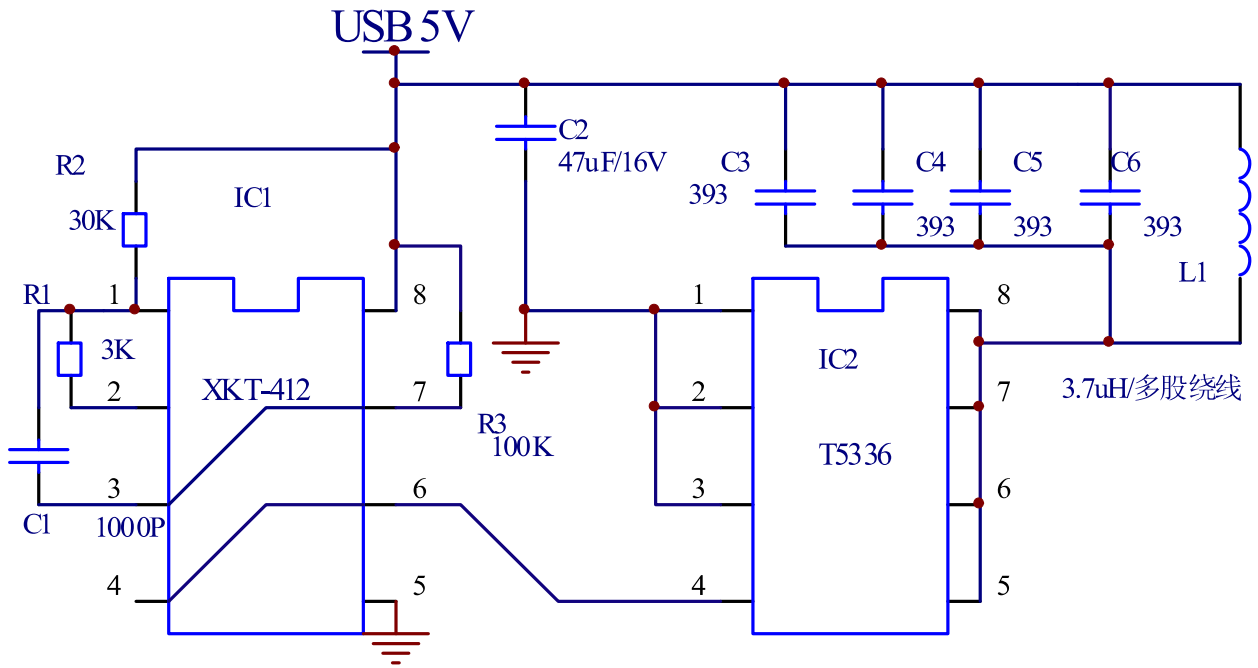 USB 5V
R2
30K
IC1
C2
47uF/16V
C3
393
C4
393
C5
393
C6
393
L1
3.7uH/多股绕线
R1
3K
1
2
3
4
8
7
6
5
XKT-412
R3
100K
C1
1000P
1
2
3
4
8
7
6
5
IC2
T5336